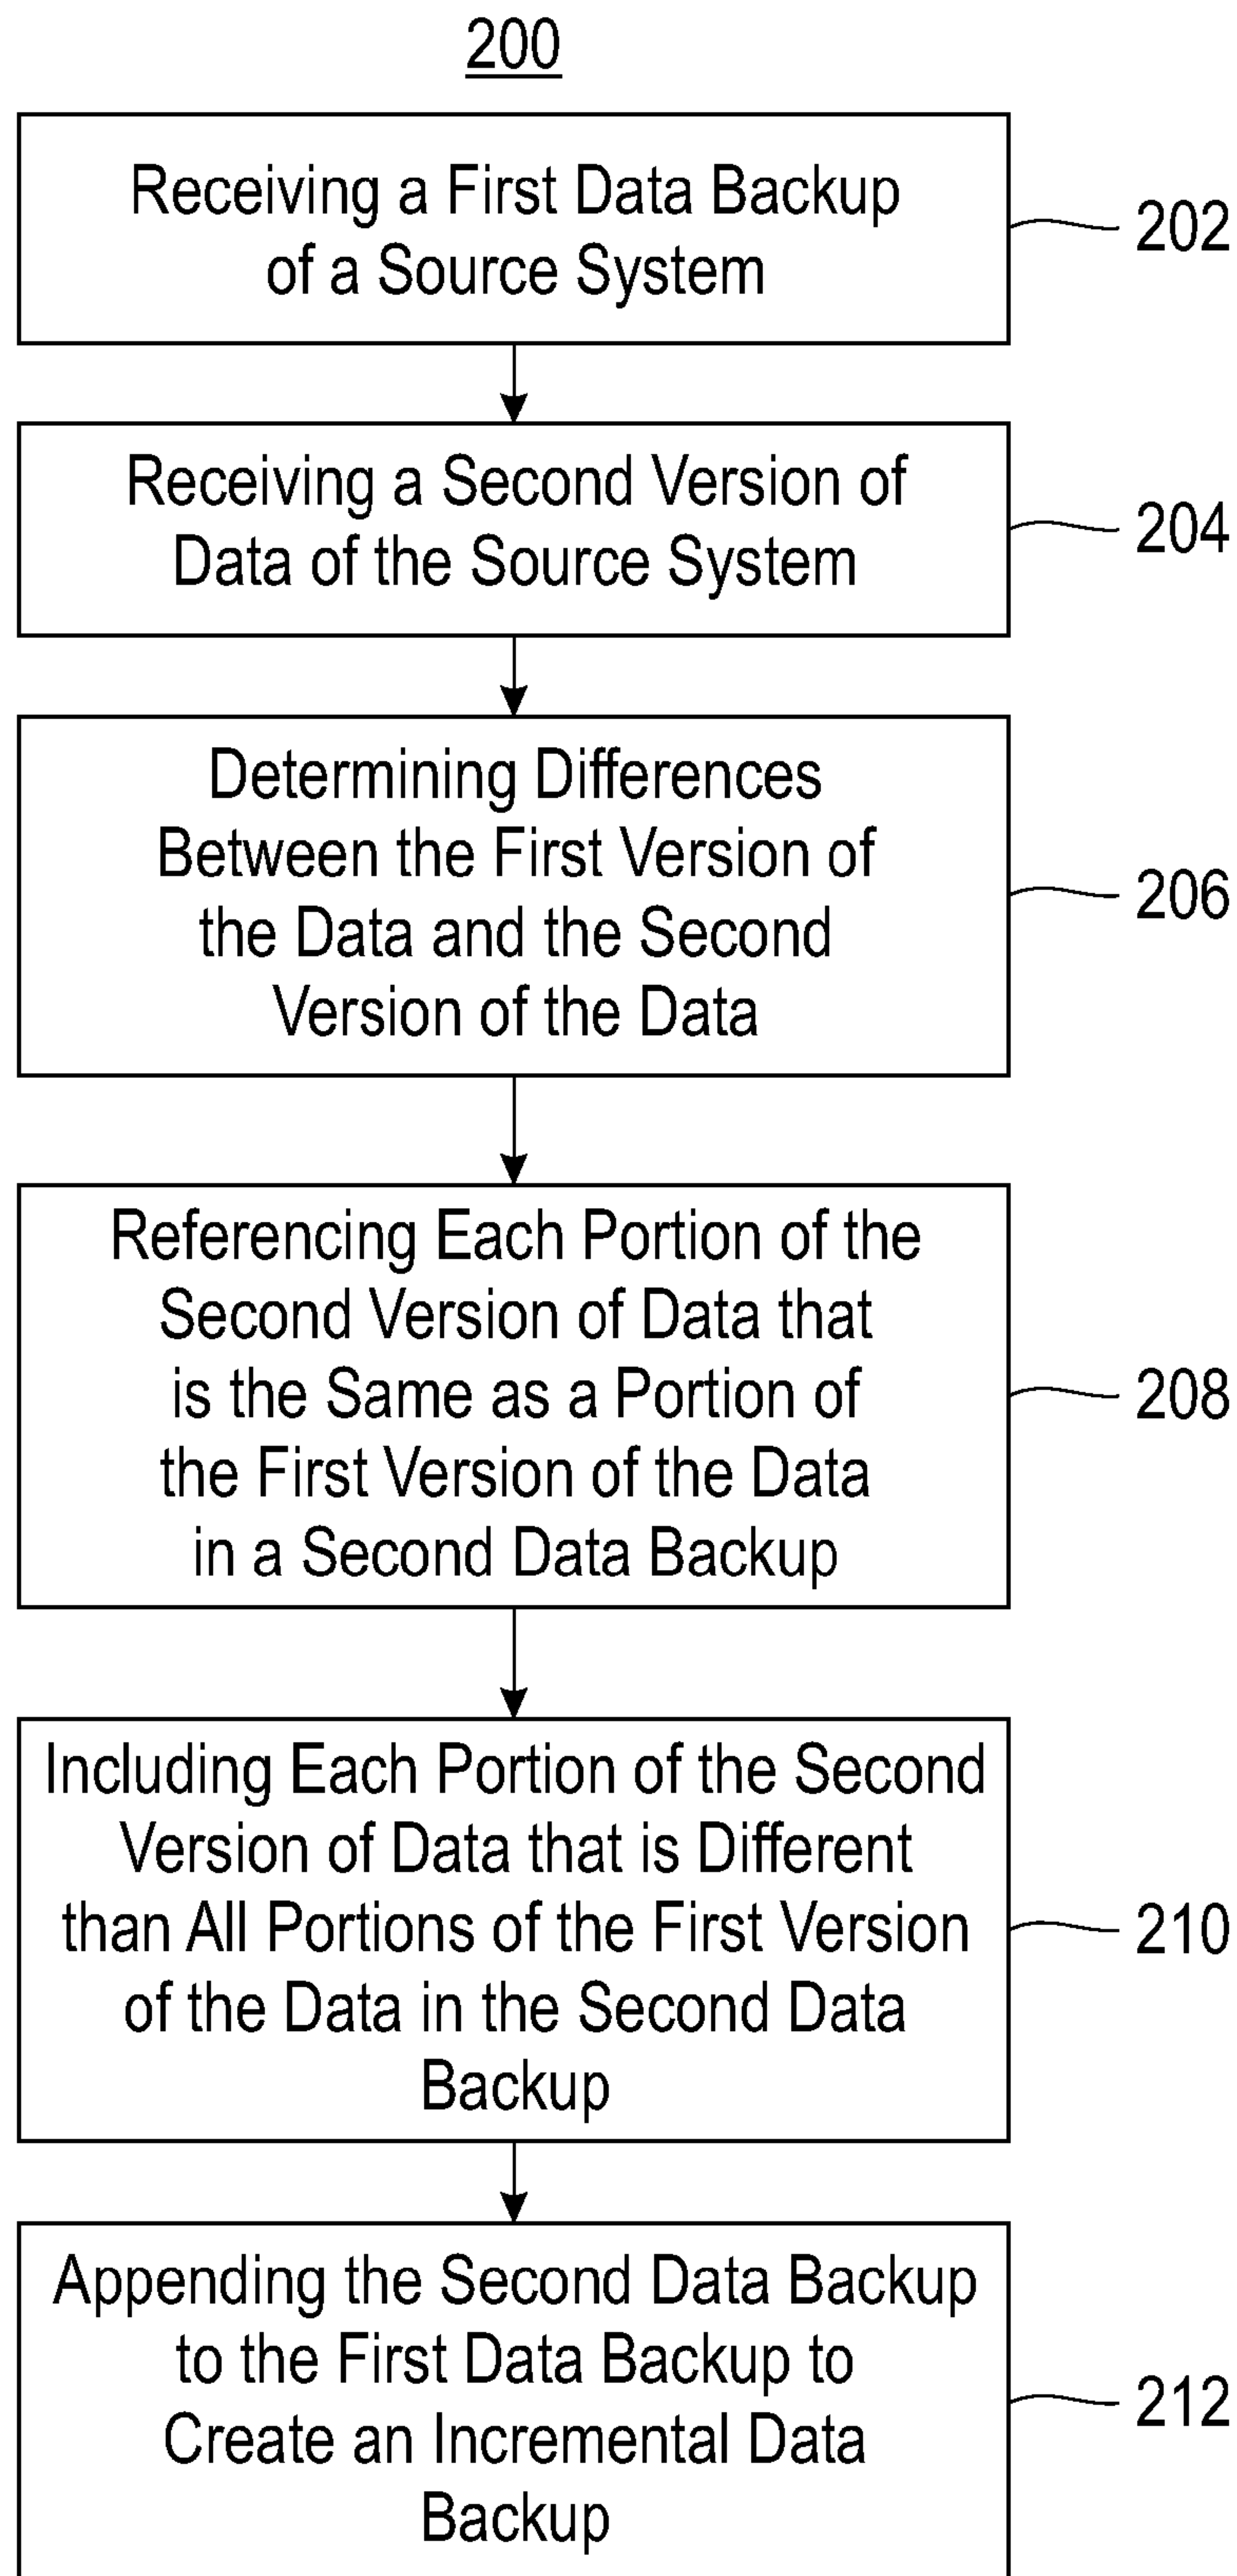 200
Receiving a First Data Backup
of a Source System
202
Receiving a Second Version of
Data of the Source System
204
Determining Differences
Between the First Version of
the Data and the Second
Version of the Data
206
Referencing Each Portion of the
Second Version of Data that
is the Same as a Portion of
the First Version of the Data
in a Second Data Backup
208
Including Each Portion of the Second
Version of Data that is Different
than All Portions of the First Version
of the Data in the Second Data
Backup
210
Appending the Second Data Backup
to the First Data Backup to
Create an Incremental Data
Backup
212